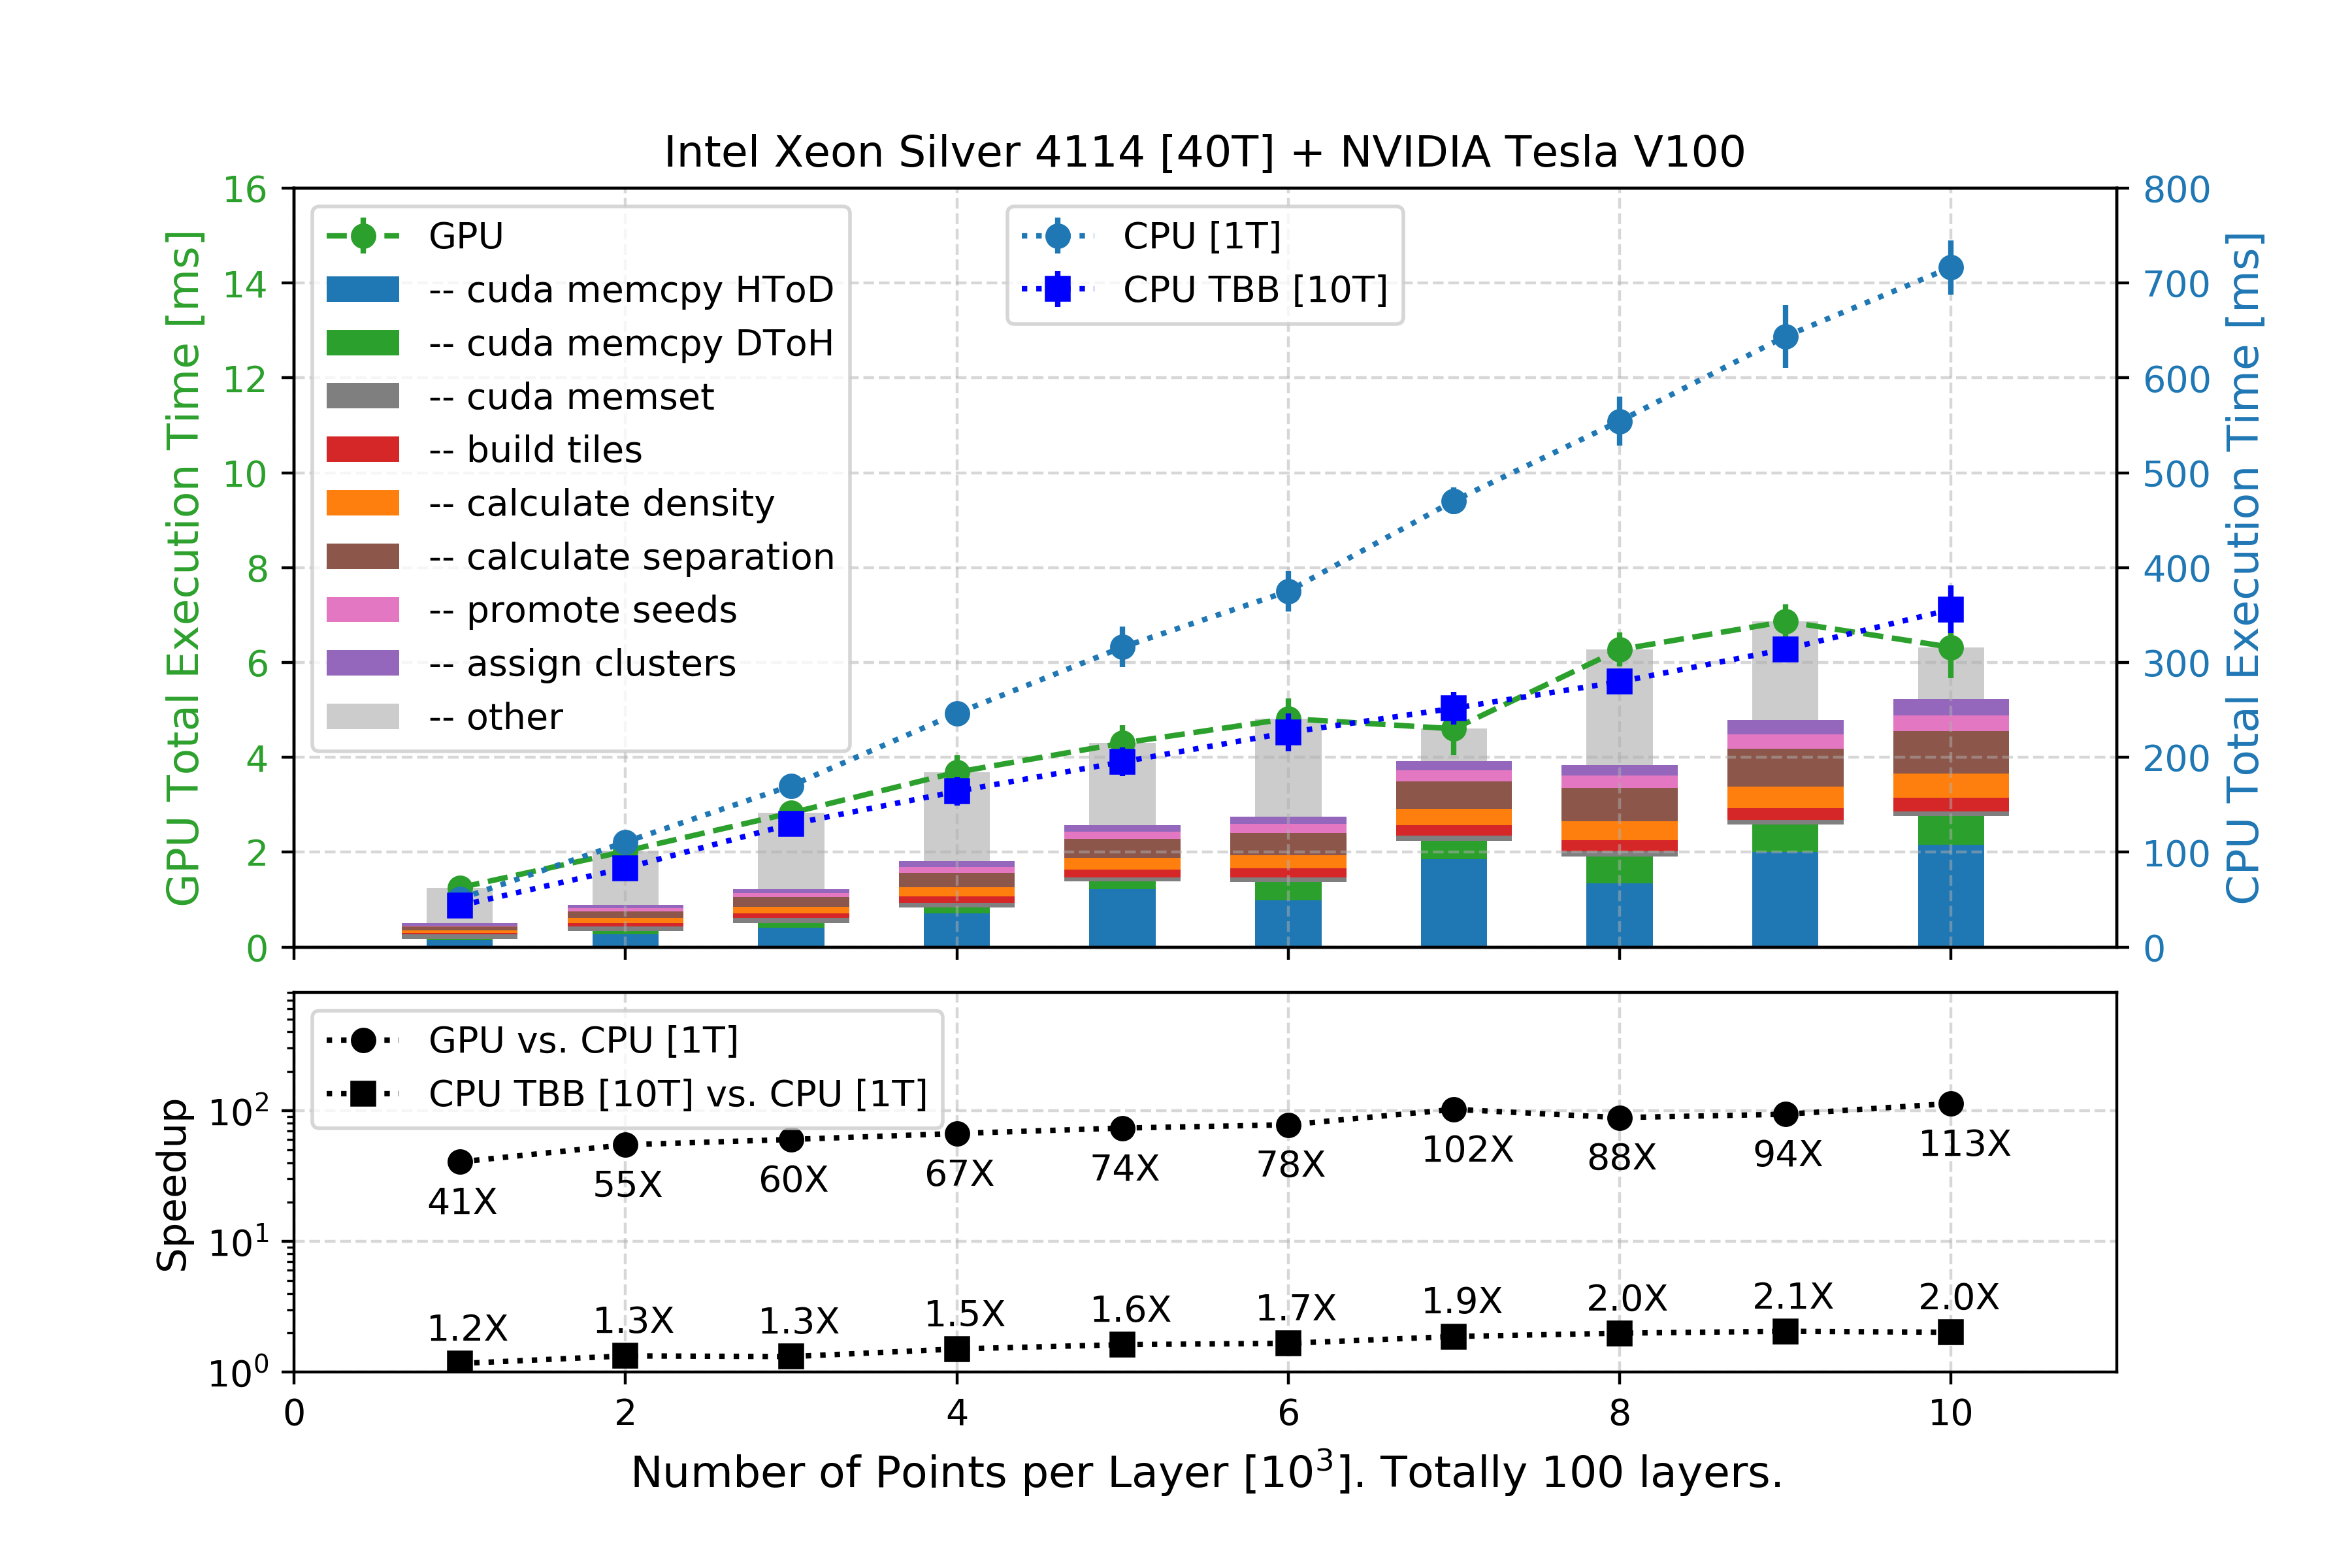 Intel Xeon Silver 4114 [40T] + NVIDIA Tesla V100
GPU Total Execution Time [ms]
16
14
12
10
8
6
4
2
0
GPU
-- cuda memcpy HToD
-- cuda memcpy DToH
-- cuda memset
-- build tiles
-- calculate density
-- calculate separation
-- promote seeds
-- assign clusters
-- other
CPU [1T]
CPU TBB [10T]
800
700
600
500
400
300
200
100
0
CPU Total Execution Time [ms]
Speedup
10²
10¹
10⁰
GPU vs. CPU [1T]
CPU TBB [10T] vs. CPU [1T]
41X 55X 60X 67X 74X 78X 102X 88X 94X 113X
1.2X 1.3X 1.3X 1.5X 1.6X 1.7X 1.9X 2.0X 2.1X 2.0X
0 2 4 6 8 10
Number of Points per Layer [10³]. Totally 100 layers.